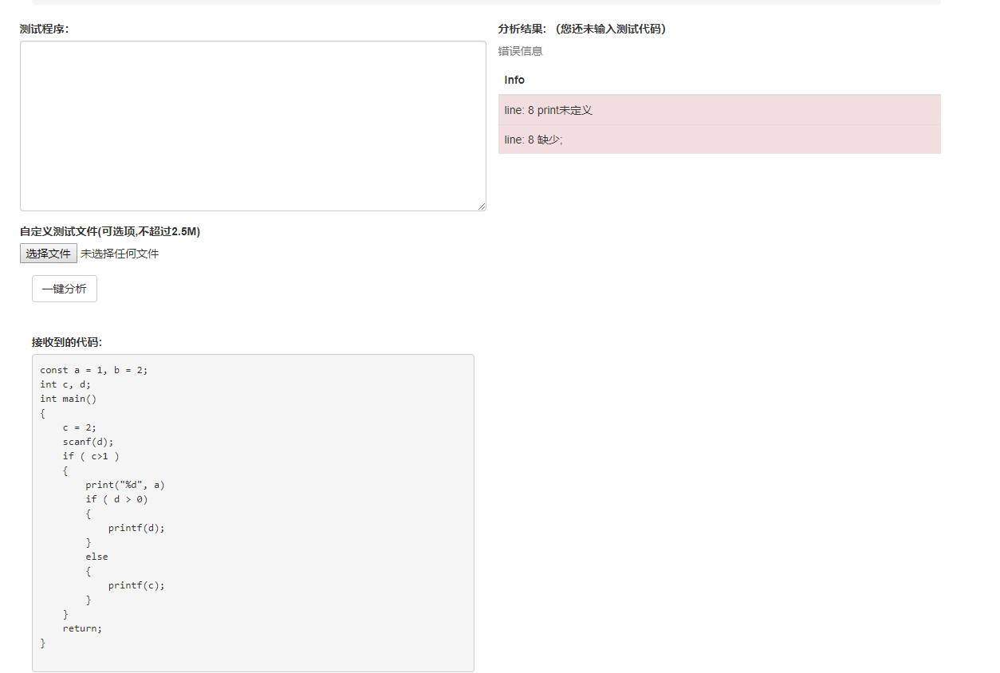 测试程序：
自定义测试文件(可选项,不超过2.5M)
选择文件 未选择任何文件
一键分析
接收到的代码:
const a = 1, b = 2;
int c, d;
int main()
{
    c = 2;
    scanf(d);
    if ( c>1 )
    {
        print("%d", a)
        if ( d > 0)
        {
            printf(d);
        }
        else
        {
            printf(c);
        }
    }
    return;
}
分析结果: （您还未输入测试代码）
错误信息
Info
line: 8 print未定义
line: 8 缺少;